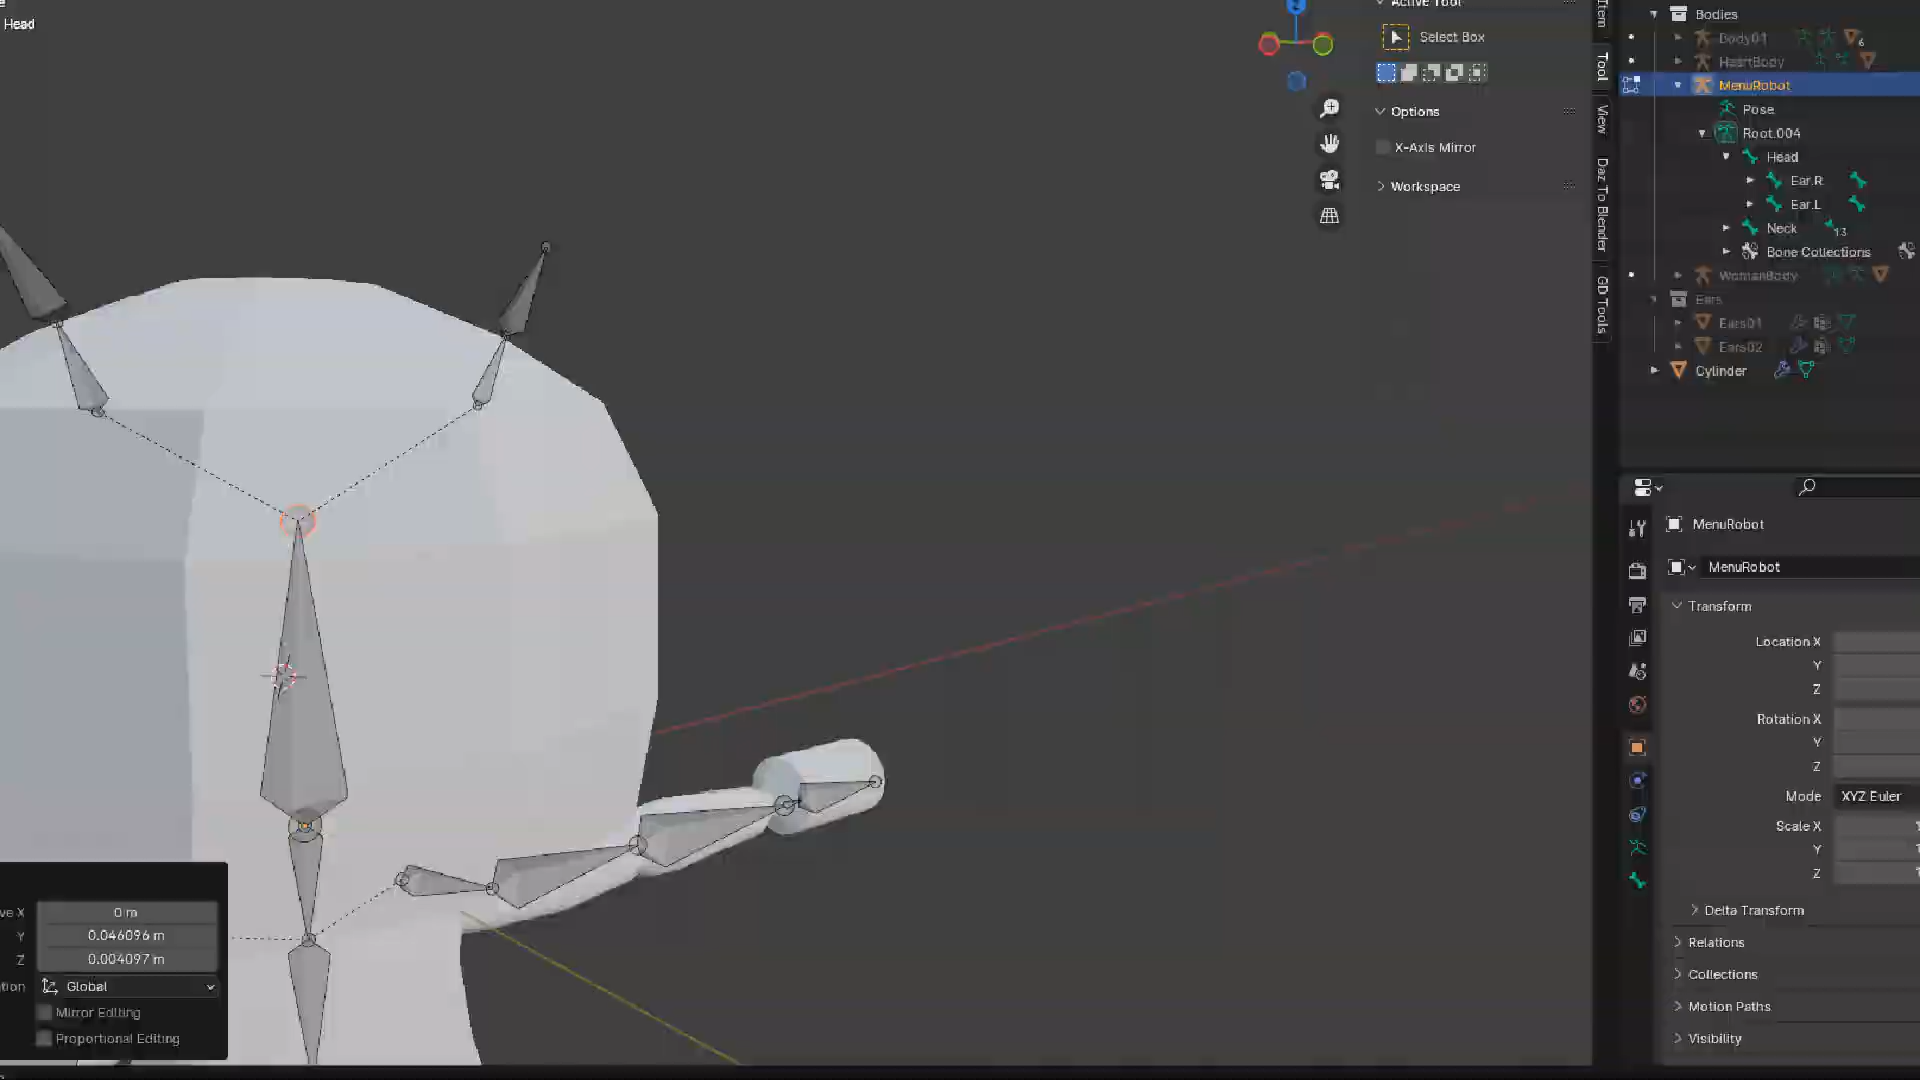 Head
Active Tool
Select Box
Options
X-Axis Mirror
Workspace
Item
Tool
View
Daz To Blender
GD Tools
Z
Bodies
Body01
6
HeartBody
MenuRobot
Pose
Root.004
Head
Ear.R
Ear.L
Neck
13
Bone Collections
WomanBody
Ears
Ears01
Ears02
Cylinder
MenuRobot
MenuRobot
Transform
Location X
Y
Z
Rotation X
Y
Z
Mode XYZ Euler
Scale X
Y
Z
Delta Transform
Relations
Collections
Motion Paths
Visibility
ve X 0 m
Y 0.046096 m
Z 0.004097 m
tion Global
Mirror Editing
Proportional Editing